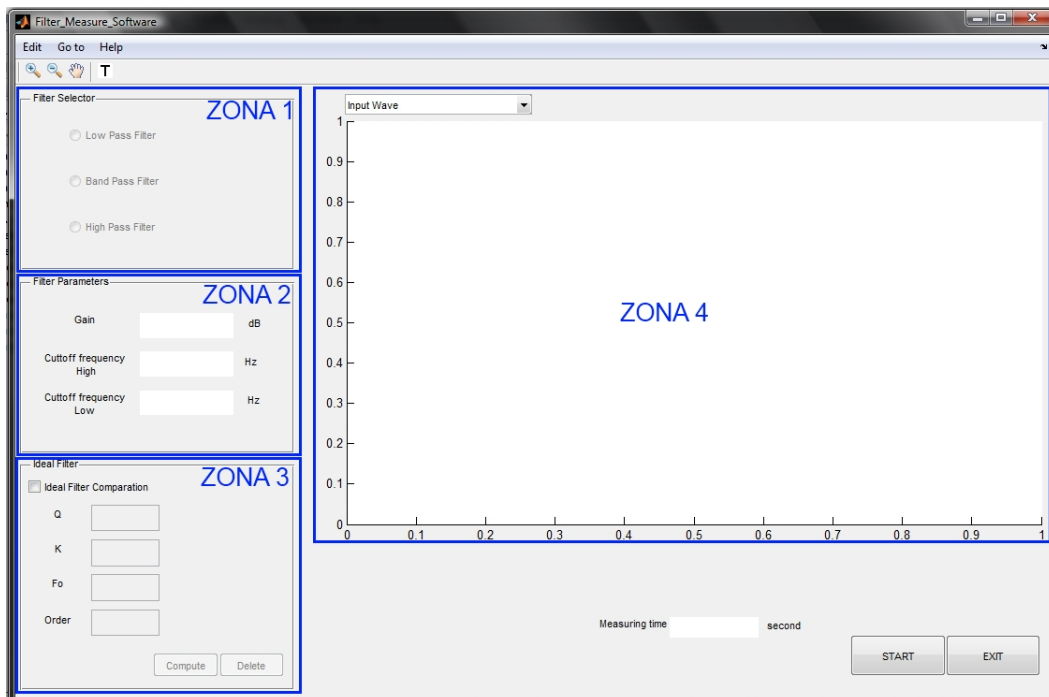 Filter_Measure_Software
Edit Go to Help
T
Filter Selector
ZONA 1
Low Pass Filter
Band Pass Filter
High Pass Filter
Filter Parameters
ZONA 2
Gain dB
Cuttoff frequency
High
Hz
Cuttoff frequency
Low
Hz
Ideal Filter
ZONA 3
Ideal Filter Comparation
Q
K
Fo
Order
Compute Delete
Input Wave
1
0.9
0.8
0.7
0.6
0.5
0.4
0.3
0.2
0.1
0
ZONA 4
0 0.1 0.2 0.3 0.4 0.5 0.6 0.7 0.8 0.9 1
Measuring time second
START EXIT